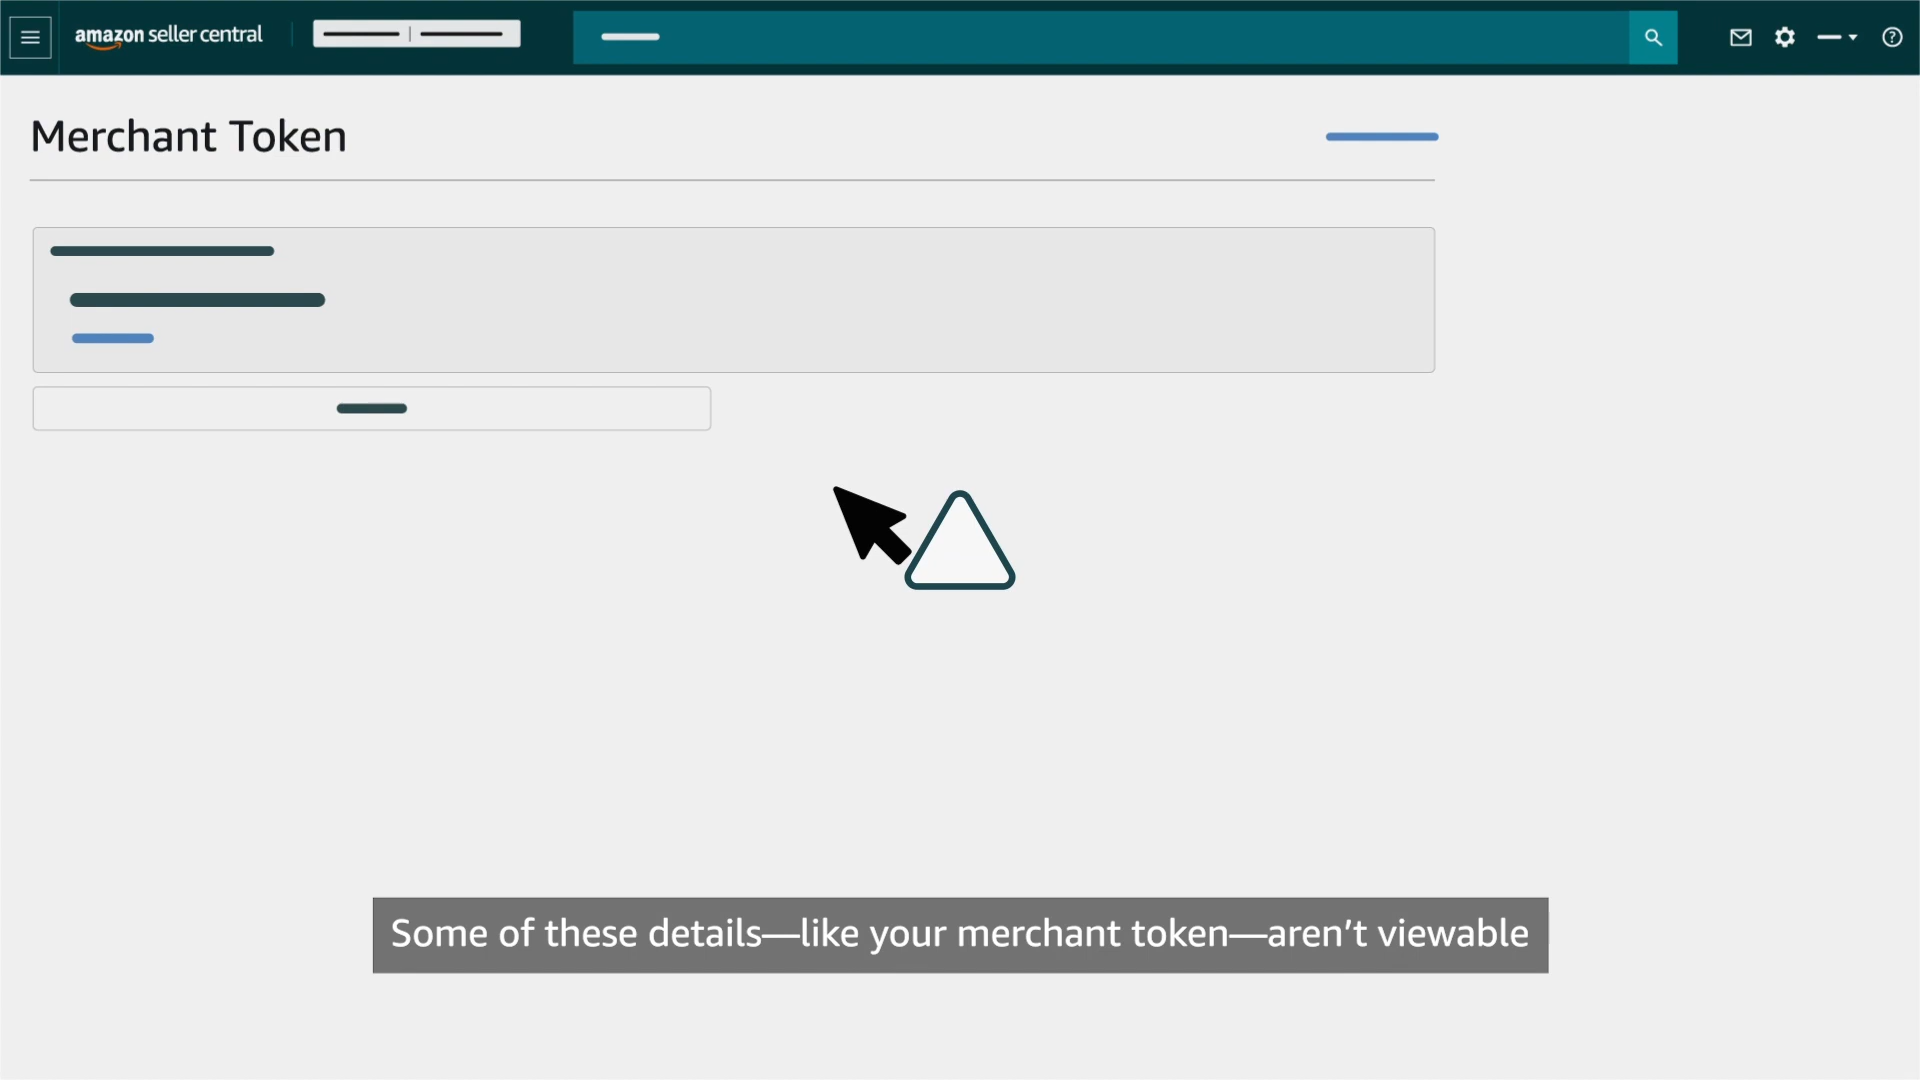 amazon seller central
Merchant Token
Some of these details—like your merchant token—aren’t viewable